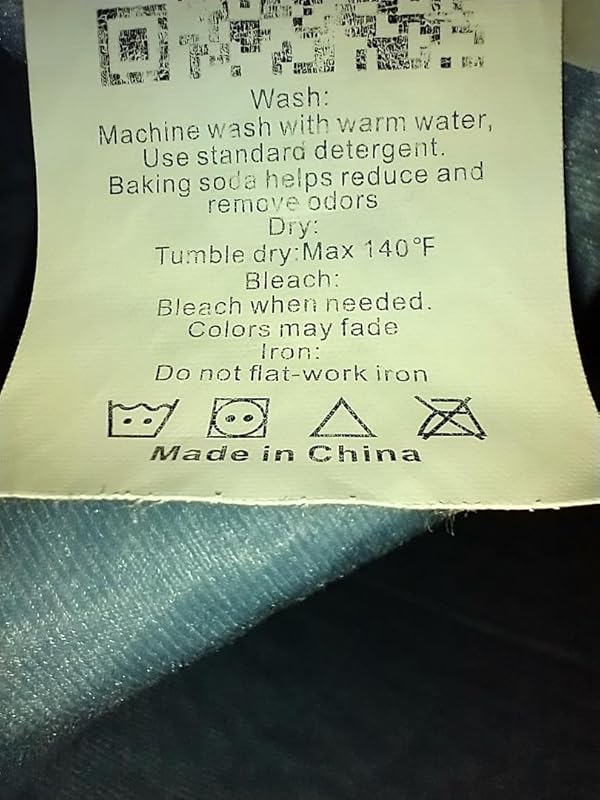 Wash:
Machine wash with warm water,
Use standard detergent.
Baking soda helps reduce and
remove odors
Dry:
Tumble dry:Max 140°F
Bleach:
Bleach when needed.
Colors may fade
Iron:
Do not flat-work iron
Made in China